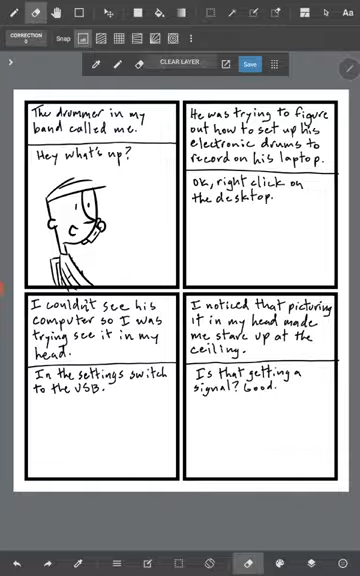 CORRECTION
0
Snap
Aa
CLEAR LAYER
Save
The drummer in my
band called me.
Hey what's up?
He was trying to figure
out how to set up his
electronic drums to
record on his laptop.
Ok, right click on
the desktop.
I couldn't see his
computer so I was
trying see it in my
head.
In the settings switch
to the USB.
I noticed that picturing
it in my head made
me stare up at the
ceiling.
Is that getting a
signal? Good.